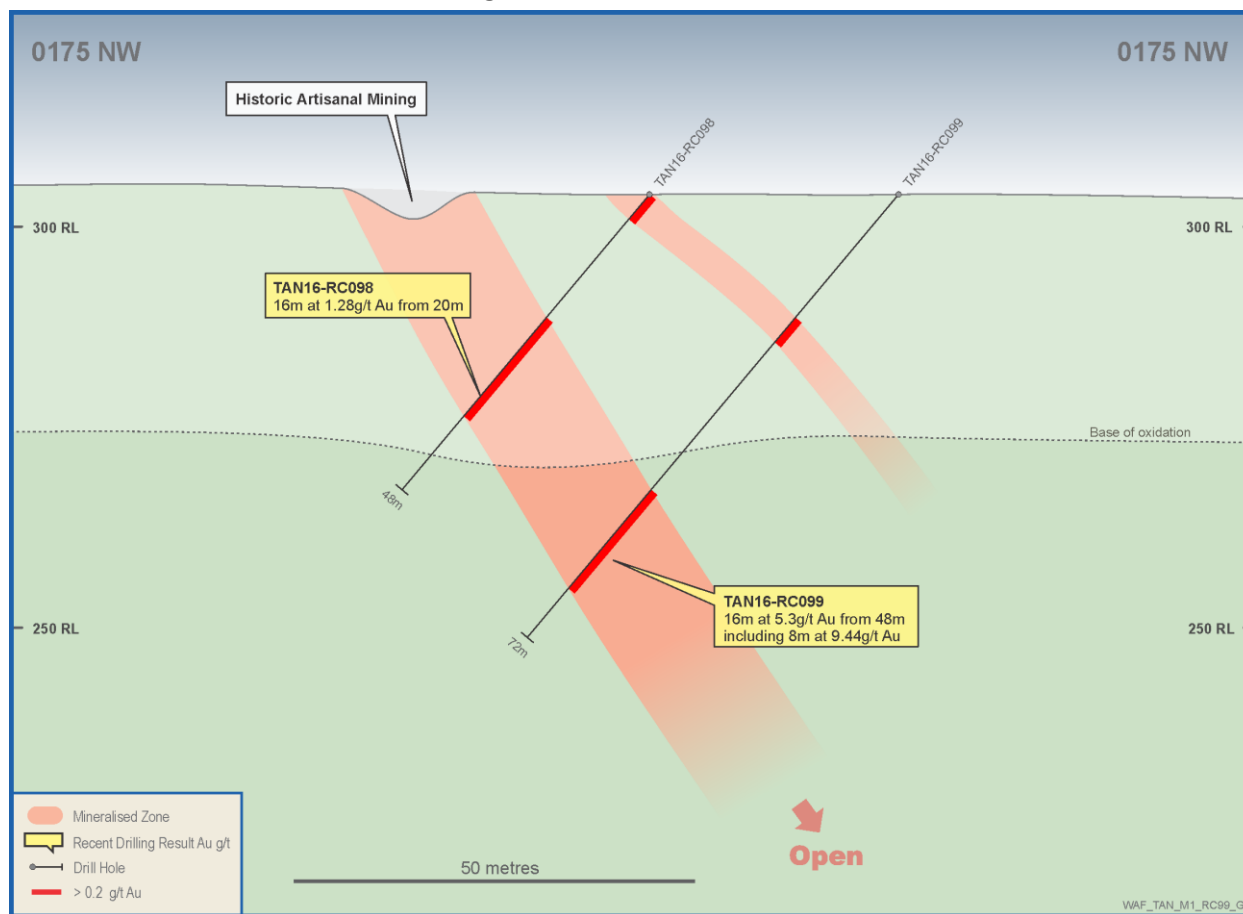 0175 NW
0175 NW
Historic Artisanal Mining
TAN16-RC098
TAN16-RC099
300 RL
300 RL
TAN16-RC098
16m at 1.28g/t Au from 20m
Base of oxidation
48m
TAN16-RC099
16m at 5.3g/t Au from 48m
including 8m at 9.44g/t Au
250 RL
250 RL
72m
Mineralised Zone
Recent Drilling Result Au g/t
Drill Hole
> 0.2 g/t Au
50 metres
Open
WAF_TAN_M1_RC99_G